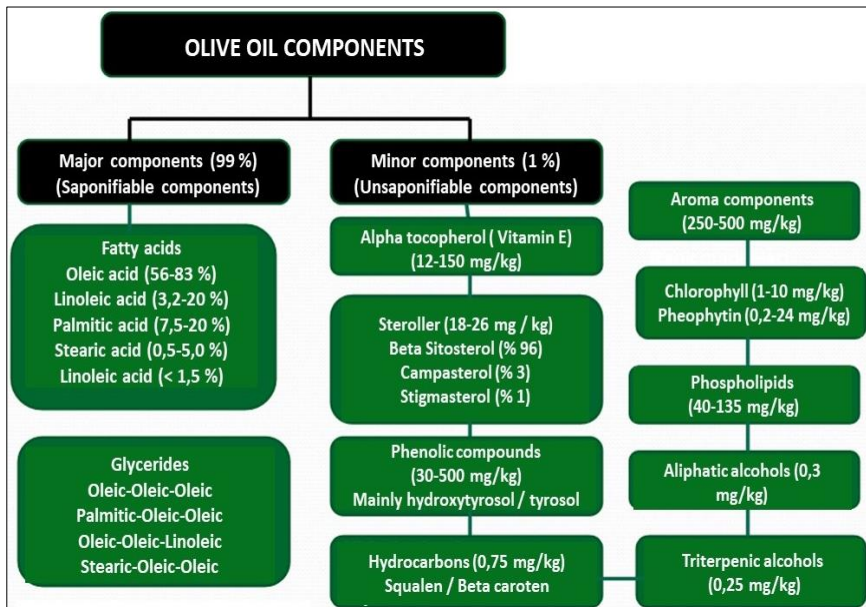 OLIVE OIL COMPONENTS
Major components (99 %)
(Saponifiable components)
Fatty acids
Oleic acid (56-83 %)
Linoleic acid (3,2-20 %)
Palmitic acid (7,5-20 %)
Stearic acid (0,5-5,0 %)
Linoleic acid (< 1,5 %)
Glycerides
Oleic-Oleic-Oleic
Palmitic-Oleic-Oleic
Oleic-Oleic-Linoleic
Stearic-Oleic-Oleic
Minor components (1 %)
(Unsaponifiable components)
Alpha tocopherol ( Vitamin E)
(12-150 mg/kg)
Steroller (18-26 mg / kg)
Beta Sitosterol (% 96)
Campasterol (% 3)
Stigmasterol (% 1)
Phenolic compounds
(30-500 mg/kg)
Mainly hydroxytyrosol / tyrosol
Hydrocarbons (0,75 mg/kg)
Squalen / Beta caroten
Aroma components
(250-500 mg/kg)
Chlorophyll (1-10 mg/kg)
Pheophytin (0,2-24 mg/kg)
Phospholipids
(40-135 mg/kg)
Aliphatic alcohols (0,3
mg/kg)
Triterpenic alcohols
(0,25 mg/kg)